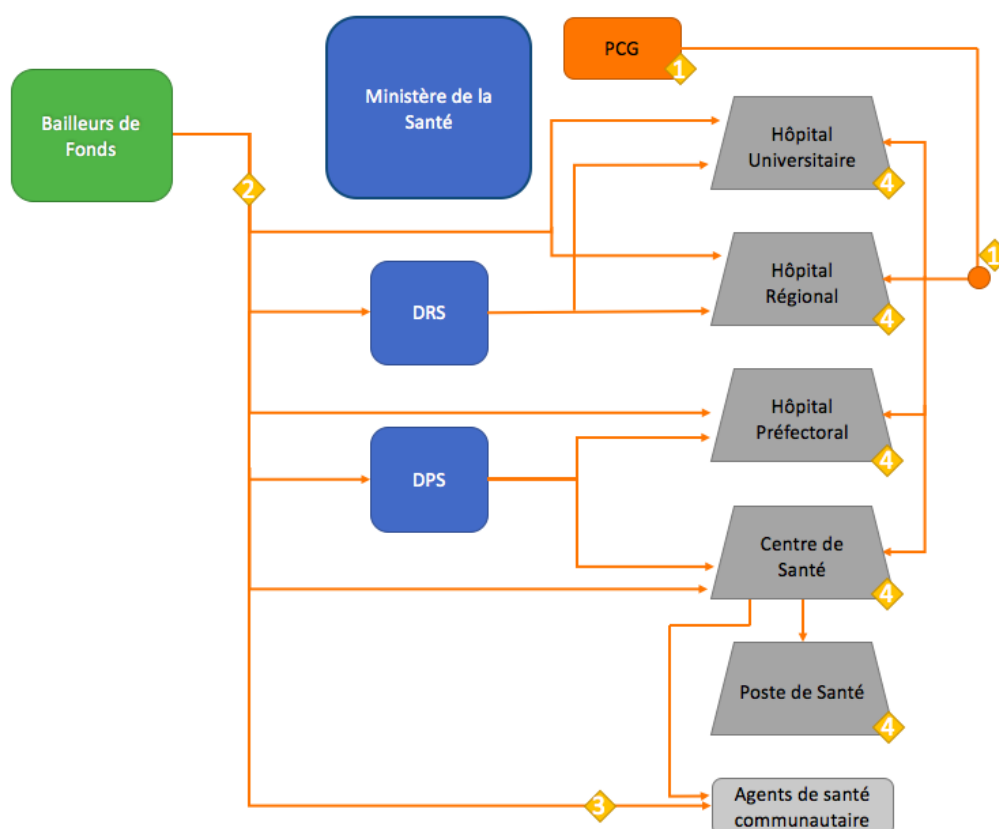 PCG
1
Ministère de la
Santé
Bailleurs de
Fonds
Hôpital
Universitaire
4
2
1
Hôpital
Régional
4
DRS
Hôpital
Préfectoral
4
DPS
Centre de
Santé
4
Poste de Santé
4
3
Agents de santé
communautaire